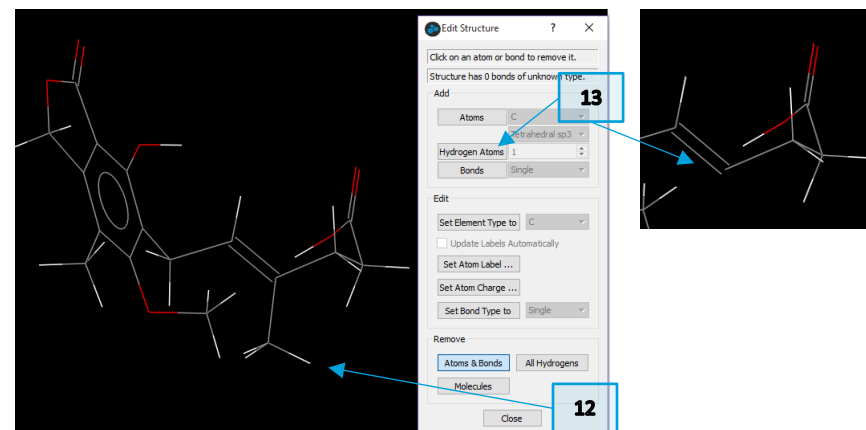 Edit Structure ? ×
Click on an atom or bond to remove it.
Structure has 0 bonds of unknown type.
Add
13
Atoms C
Tetrahedral sp3
Hydrogen Atoms 1
Bonds Single
Edit
Set Element Type to C
Update Labels Automatically
Set Atom Label ...
Set Atom Charge ...
Set Bond Type to Single
Remove
Atoms & Bonds All Hydrogens
Molecules
12
Close